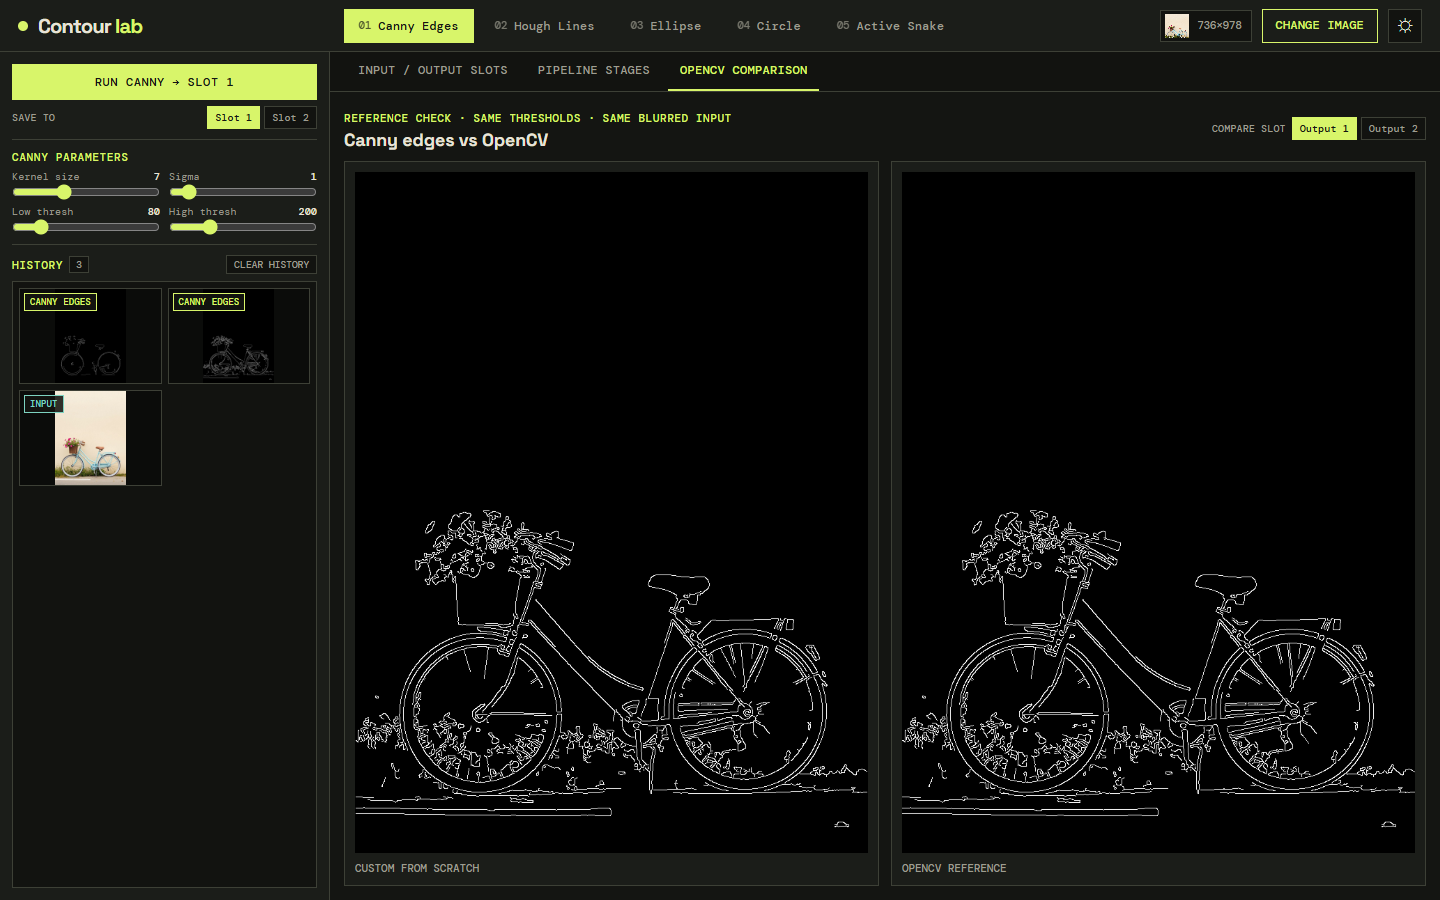 Contour lab
01 Canny Edges
02 Hough Lines
03 Ellipse
04 Circle
05 Active Snake
736×978
CHANGE IMAGE
RUN CANNY → SLOT 1
SAVE TO
Slot 1
Slot 2
CANNY PARAMETERS
Kernel size 7
Sigma 1
Low thresh 80
High thresh 200
HISTORY 3
CLEAR HISTORY
CANNY EDGES
CANNY EDGES
INPUT
INPUT / OUTPUT SLOTS
PIPELINE STAGES
OPENCV COMPARISON
REFERENCE CHECK · SAME THRESHOLDS · SAME BLURRED INPUT
Canny edges vs OpenCV
COMPARE SLOT
Output 1
Output 2
CUSTOM FROM SCRATCH
OPENCV REFERENCE